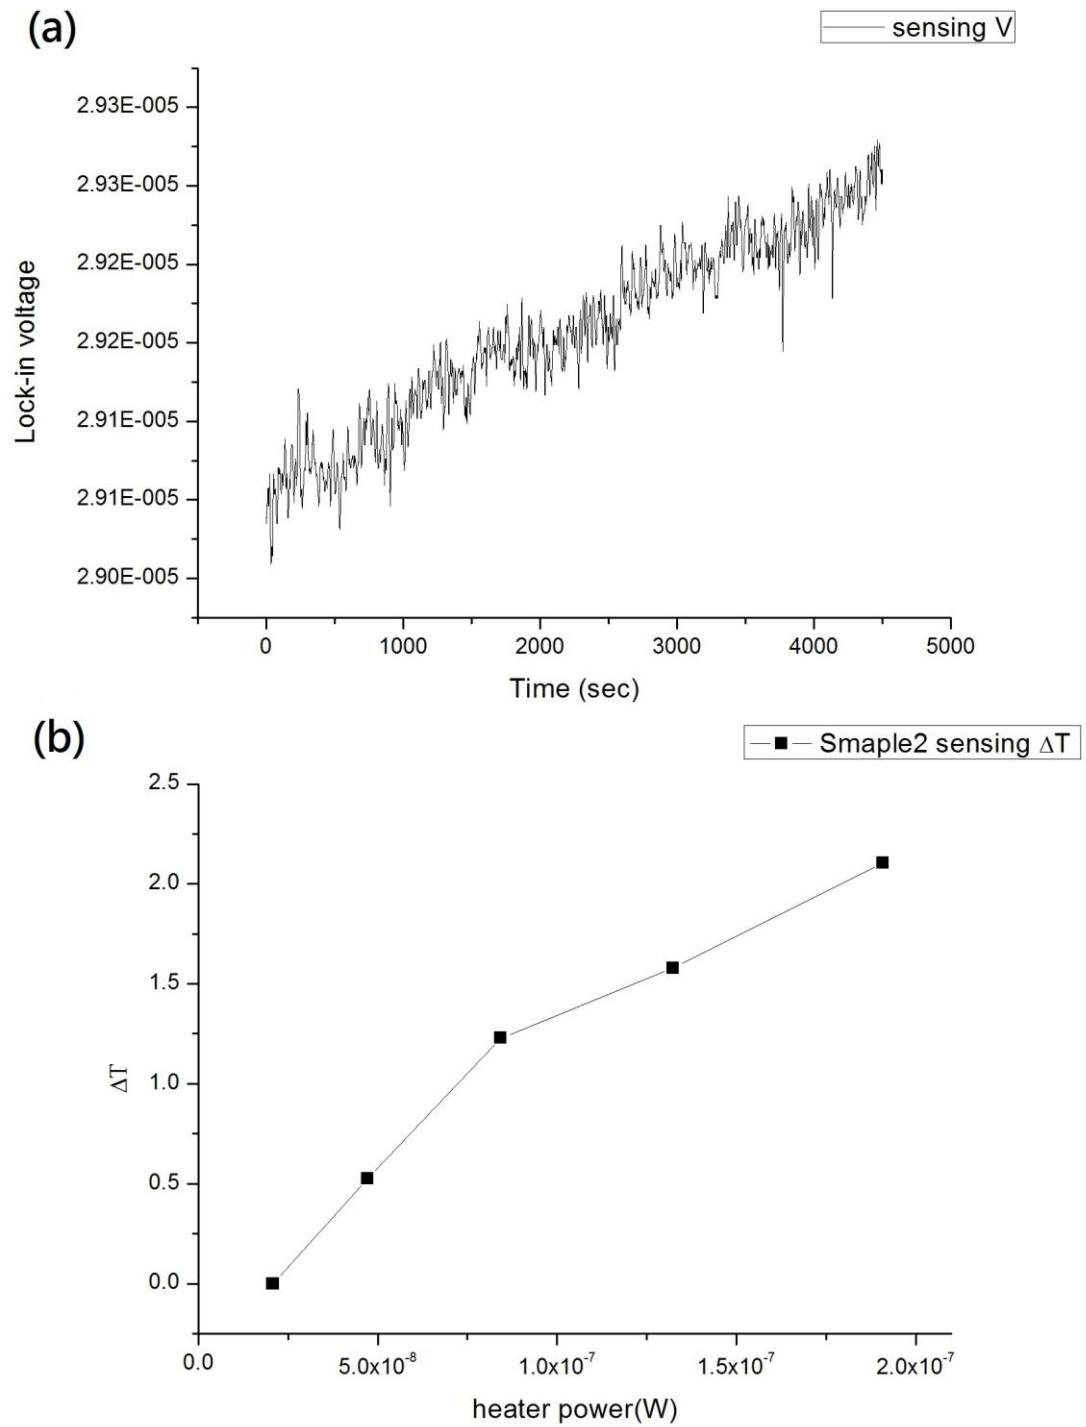 (a)
sensing V
2.93E-005
2.93E-005
2.92E-005
2.92E-005
2.91E-005
2.91E-005
2.90E-005
Lock-in voltage
0 1000 2000 3000 4000 5000
Time (sec)
(b)
Smaple2 sensing ΔT
2.5
2.0
1.5
1.0
0.5
0.0
ΔT
0.0 5.0x10⁻⁸ 1.0x10⁻⁷ 1.5x10⁻⁷ 2.0x10⁻⁷
heater power(W)